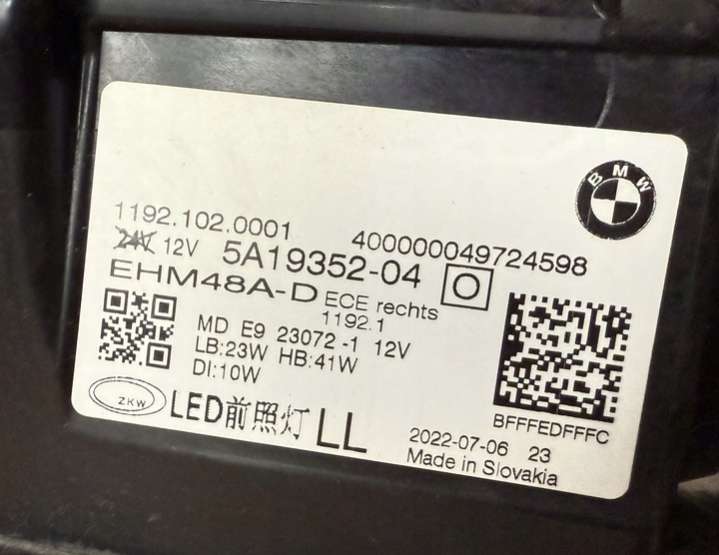 BMW
1192.102.0001
400000049724598
24V 12V 5A19352-04 O
EHM48A-D ECE rechts
1192.1
MD E9 23072 -1 12V
LB:23W HB:41W
DI:10W
BFFFEDFFFC
ZKW LED前照灯 LL
2022-07-06 23
Made in Slovakia